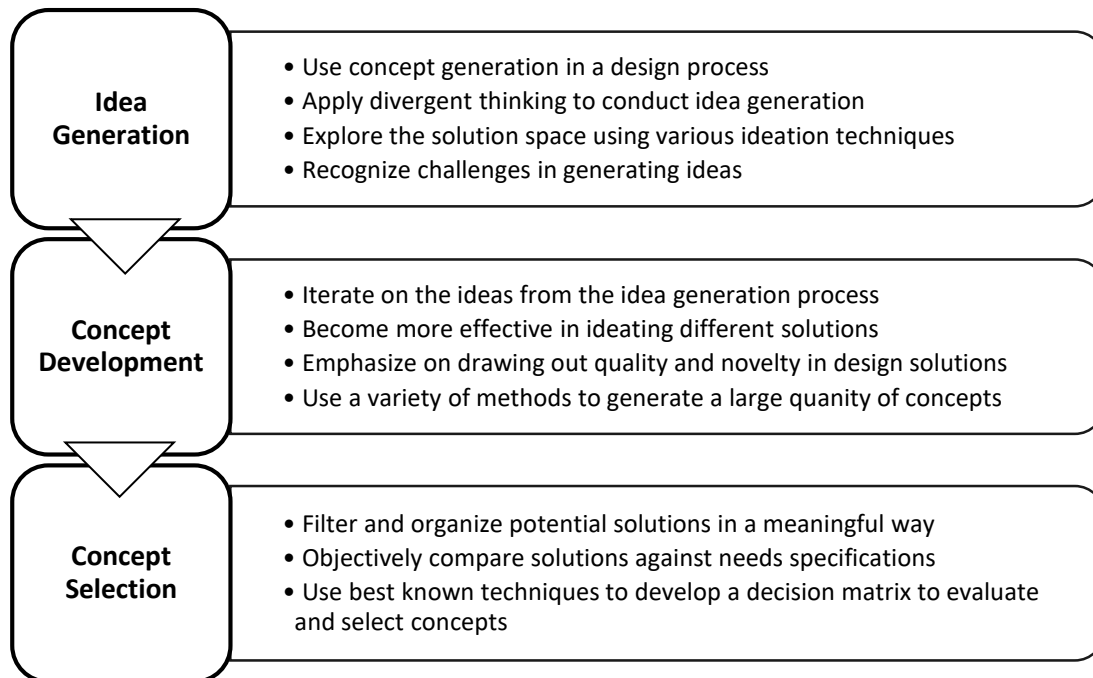 Idea
Generation
• Use concept generation in a design process
• Apply divergent thinking to conduct idea generation
• Explore the solution space using various ideation techniques
• Recognize challenges in generating ideas
Concept
Development
• Iterate on the ideas from the idea generation process
• Become more effective in ideating different solutions
• Emphasize on drawing out quality and novelty in design solutions
• Use a variety of methods to generate a large quanity of concepts
Concept
Selection
• Filter and organize potential solutions in a meaningful way
• Objectively compare solutions against needs specifications
• Use best known techniques to develop a decision matrix to evaluate
and select concepts